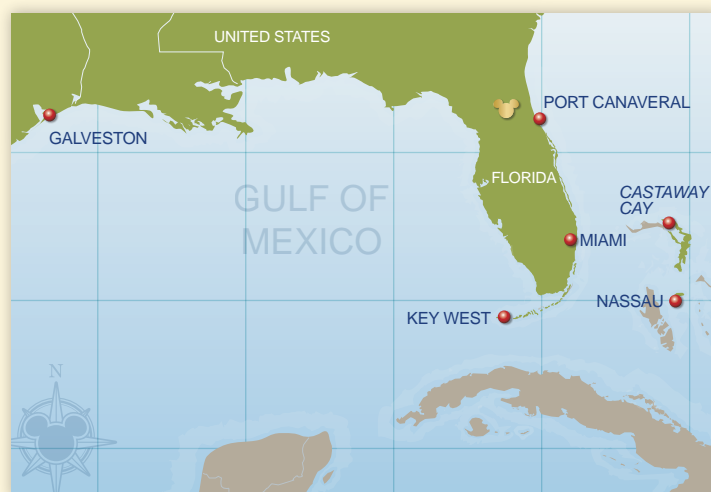 UNITED STATES
PORT CANAVERAL
GALVESTON
FLORIDA
CASTAWAY
CAY
GULF OF
MEXICO
MIAMI
NASSAU
KEY WEST
N